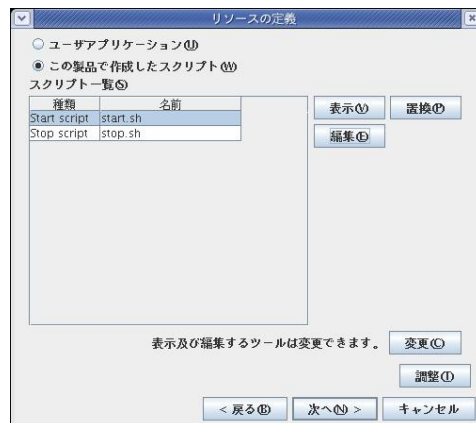 リソースの定義
ユーザアプリケーション(U)
この製品で作成したスクリプト(W)
スクリプト一覧(S)
種類 名前
Start script start.sh
Stop script stop.sh
表示(V) 置換(P)
編集(E)
表示及び編集するツールは変更できます。 変更(C)
調整(T)
< 戻る(B) 次へ(N) > キャンセル